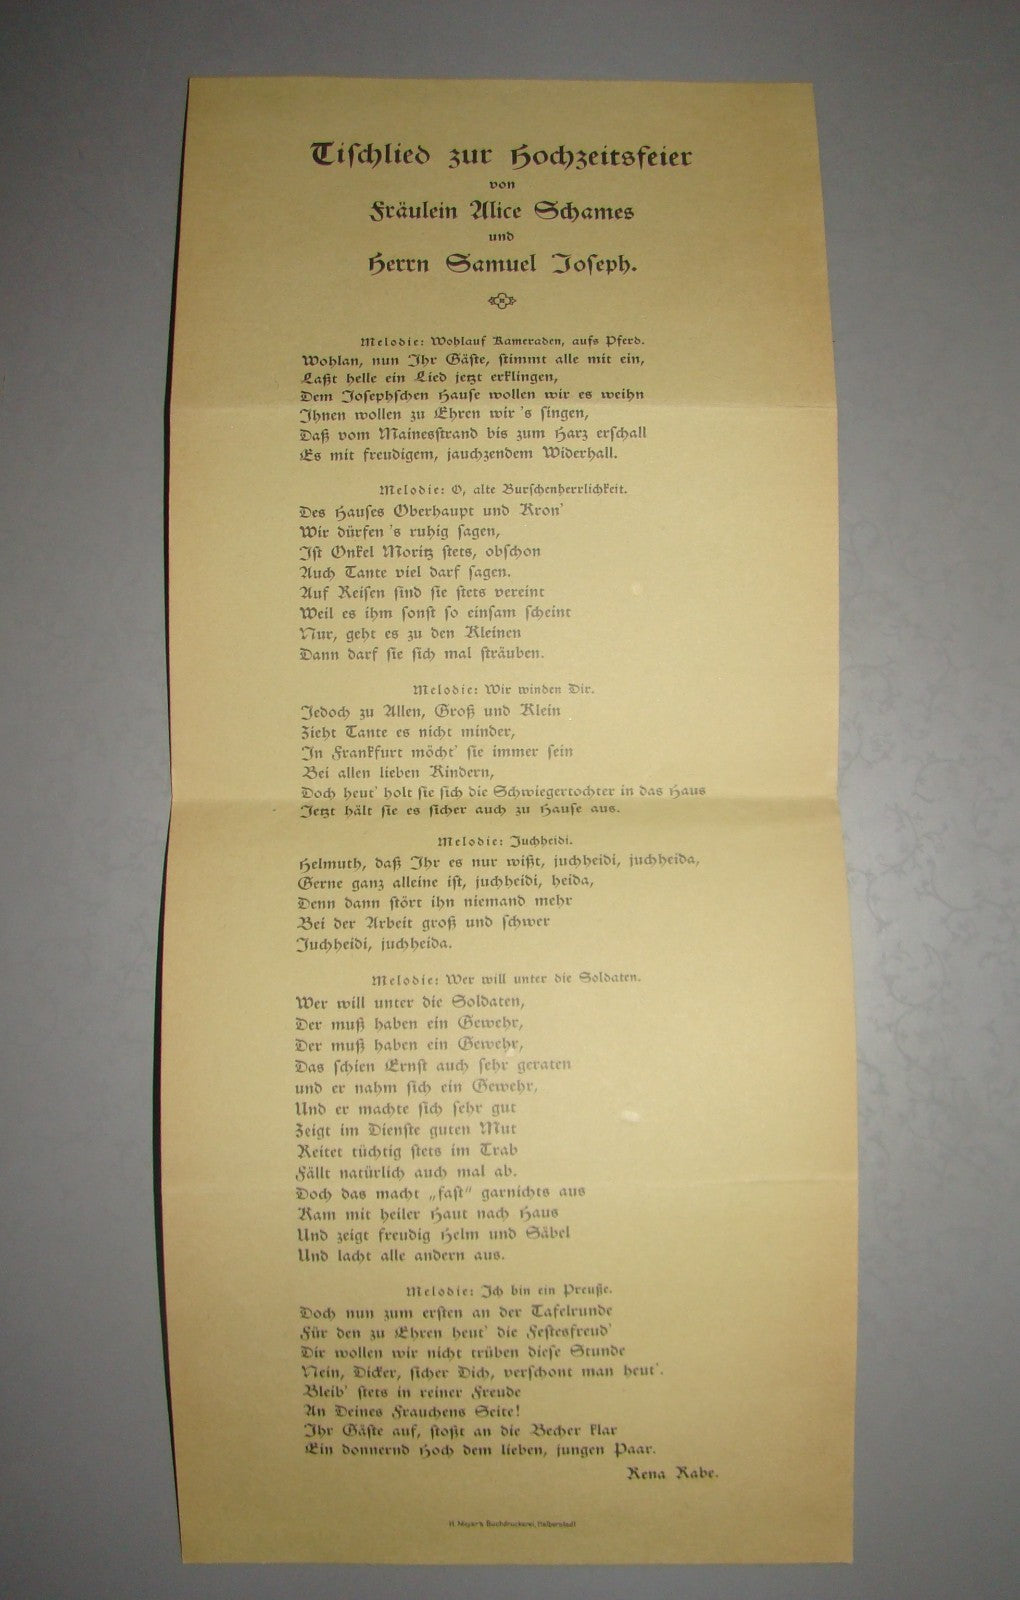 Tischlied zur Hochzeitsfeier
von
Fräulein Alice Schames
und
Herrn Samuel Joseph.
Melodie: Wohlauf Kameraden, aufs Pferd.
Wohlan, nun Ihr Gäste, stimmt alle mit ein,
Laßt helle ein Lied jetzt erklingen,
Dem Josephschen Hause wollen wir es weihn
Ihnen wollen zu Ehren wir 's singen,
Daß vom Mainesstrand bis zum Harz erschall
Es mit freudigem, jauchzendem Widerhall.
Melodie: O, alte Burschenherrlichkeit.
Des Hauses Oberhaupt und Kron'
Wir dürfen 's ruhig sagen,
Ist Onkel Moritz stets, obschon
Auch Tante viel darf sagen.
Auf Reisen sind sie stets vereint
Weil es ihm sonst so einsam scheint
Nur, geht es zu den Kleinen
Dann darf sie sich mal sträuben.
Melodie: Wir winden Dir.
Jedoch zu Allen, Groß und Klein
Zieht Tante es nicht minder,
In Frankfurt möcht' sie immer sein
Bei allen lieben Kindern,
Doch heut' holt sie sich die Schwiegertochter in das Haus
Jetzt hält sie es sicher auch zu Hause aus.
Melodie: Juchheidi.
Helmuth, daß Ihr es nur wißt, juchheidi, juchheida,
Gerne ganz alleine ist, juchheidi, heida,
Denn dann stört ihn niemand mehr
Bei der Arbeit groß und schwer
Juchheidi, juchheida.
Melodie: Wer will unter die Soldaten.
Wer will unter die Soldaten,
Der muß haben ein Gewehr,
Der muß haben ein Gewehr,
Das schien Ernst auch sehr geraten
und er nahm sich ein Gewehr,
Und er machte sich sehr gut
Zeigt im Dienste guten Mut
Reitet tüchtig stets im Trab
Fällt natürlich auch mal ab.
Doch das macht „fast“ garnichts aus
Kam mit heiler Haut nach Haus
Und zeigt freudig Helm und Säbel
Und lacht alle andern aus.
Melodie: Ich bin ein Preuße.
Doch nun zum ersten an der Tafelrunde
Für den zu Ehren heut' die Festesfreud'
Dir wollen wir nicht trüben diese Stunde
Nein, Dicker, sicher Dich, verschont man heut'.
Bleib' stets in reiner Freude
An Deines Frauchens Seite!
Ihr Gäste auf, stoßt an die Becher klar
Ein donnernd Hoch dem lieben, jungen Paar.
Rena Rabe.
H. Meyer's Buchdruckerei, Halberstadt